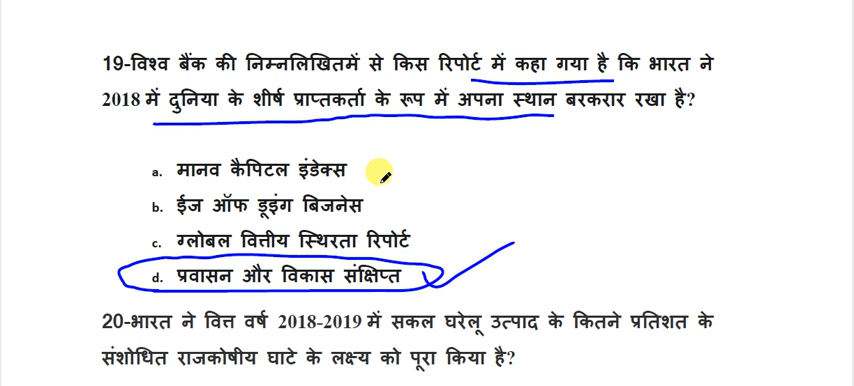 19-विश्व बैंक की निम्नलिखितमें से किस रिपोर्ट में कहा गया है कि भारत ने
2018 में दुनिया के शीर्ष प्राप्तकर्ता के रूप में अपना स्थान बरकरार रखा है?
a. मानव कैपिटल इंडेक्स
b. ईज ऑफ डूइंग बिजनेस
c. ग्लोबल वित्तीय स्थिरता रिपोर्ट
d. प्रवासन और विकास संक्षिप्त
20-भारत ने वित्त वर्ष 2018-2019 में सकल घरेलू उत्पाद के कितने प्रतिशत के
संशोधित राजकोषीय घाटे के लक्ष्य को पूरा किया है?